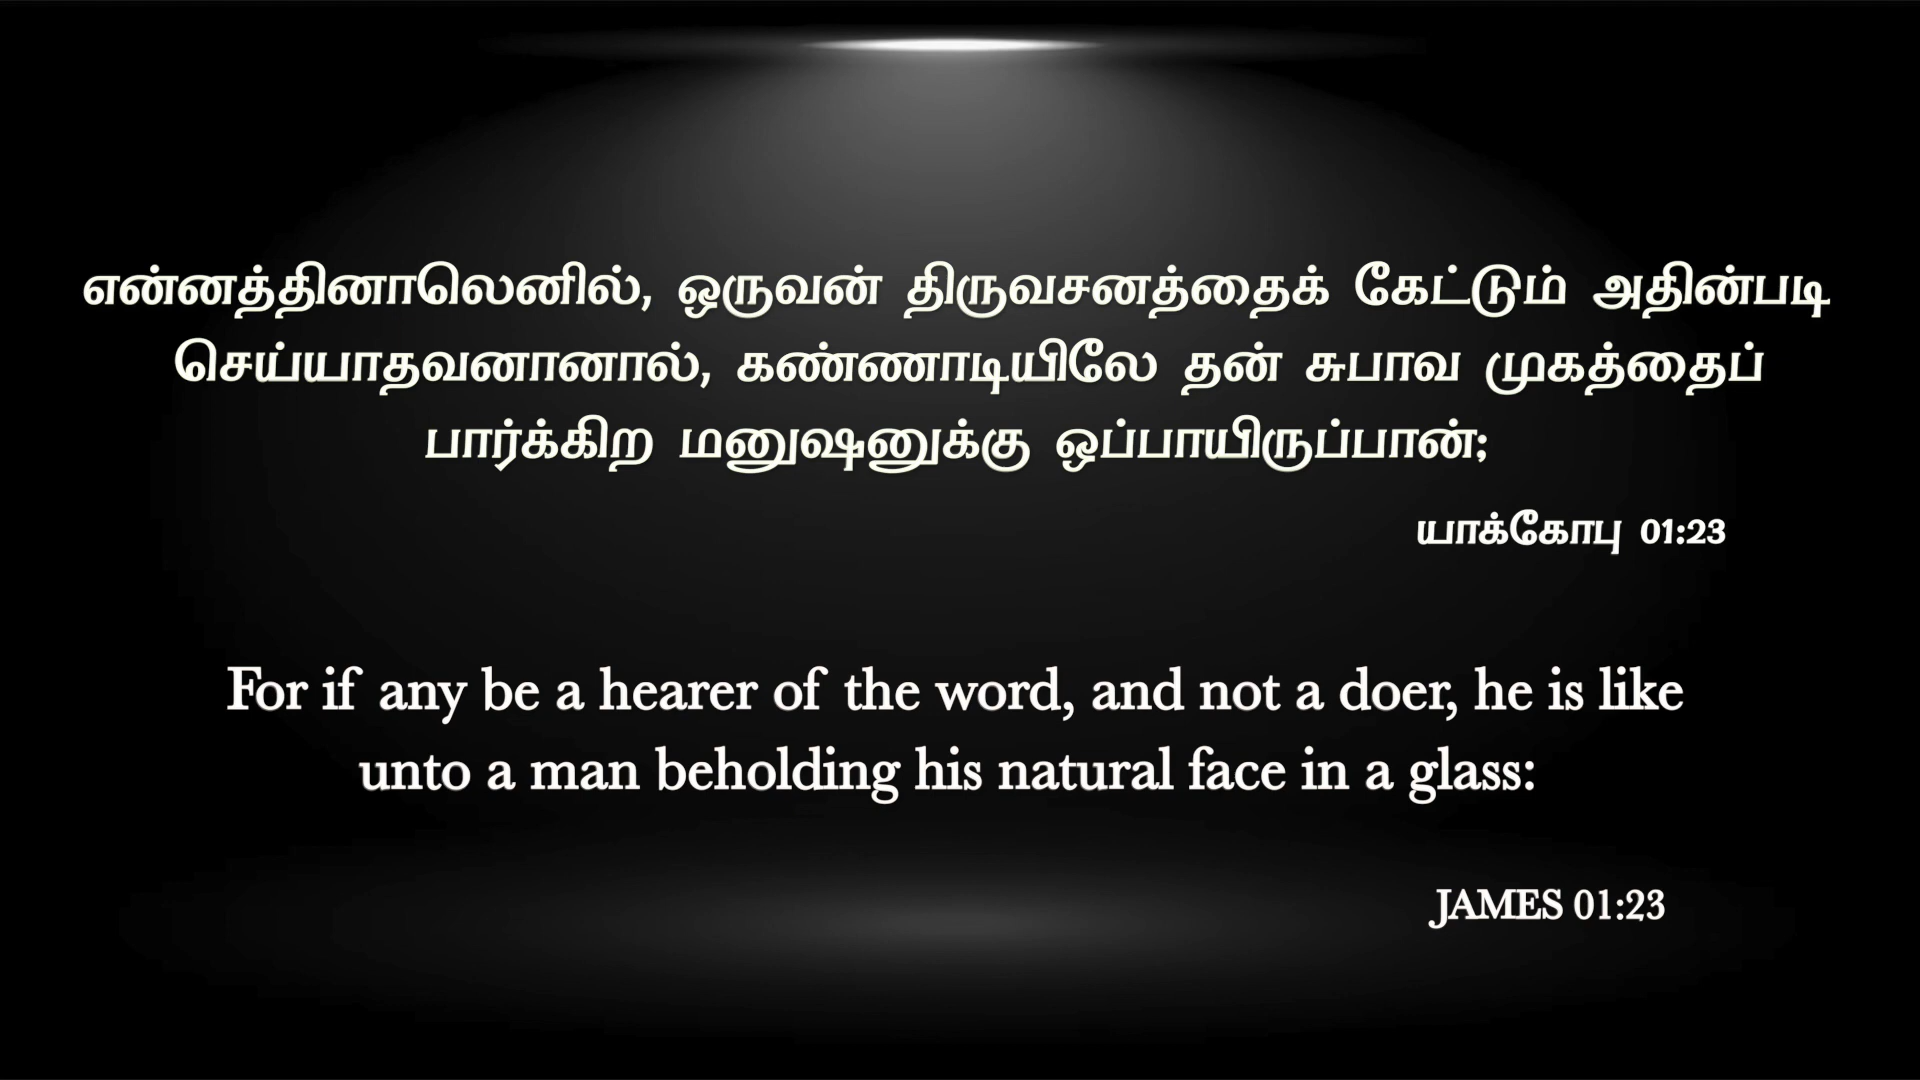 என்னத்தினாலெனில், ஒருவன் திருவசனத்தைக் கேட்டும் அதின்படி
செய்யாதவனானால், கண்ணாடியிலே தன் சுபாவ முகத்தைப்
பார்க்கிற மனுஷனுக்கு ஒப்பாயிருப்பான்;
யாக்கோபு 01:23
For if any be a hearer of the word, and not a doer, he is like
unto a man beholding his natural face in a glass:
JAMES 01:23